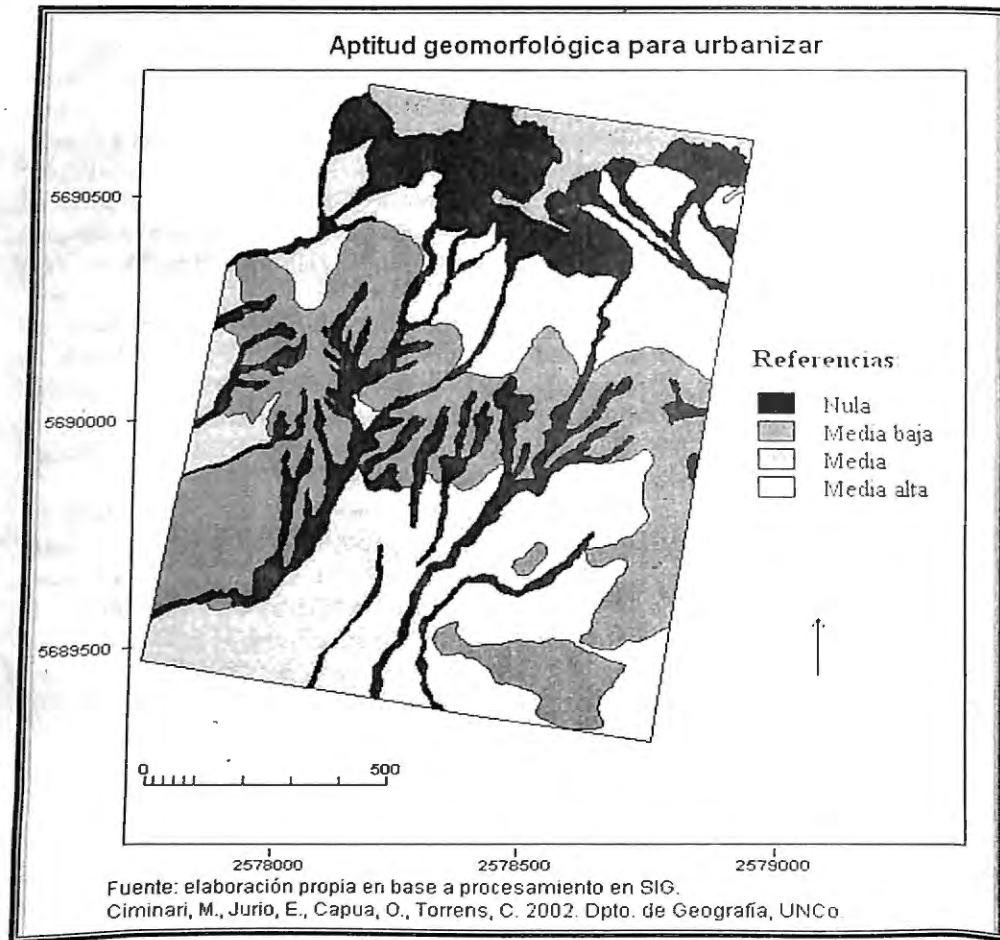 Aptitud geomorfológica para urbanizar
5690500
5690000
5689500
Referencias
Nula
Media baja
Media
Media alta
0 500
2578000 2578500 2579000
Fuente: elaboración propia en base a procesamiento en SIG.
Ciminari, M., Jurio, E., Capua, O., Torrens, C. 2002. Dpto. de Geografía, UNCo.